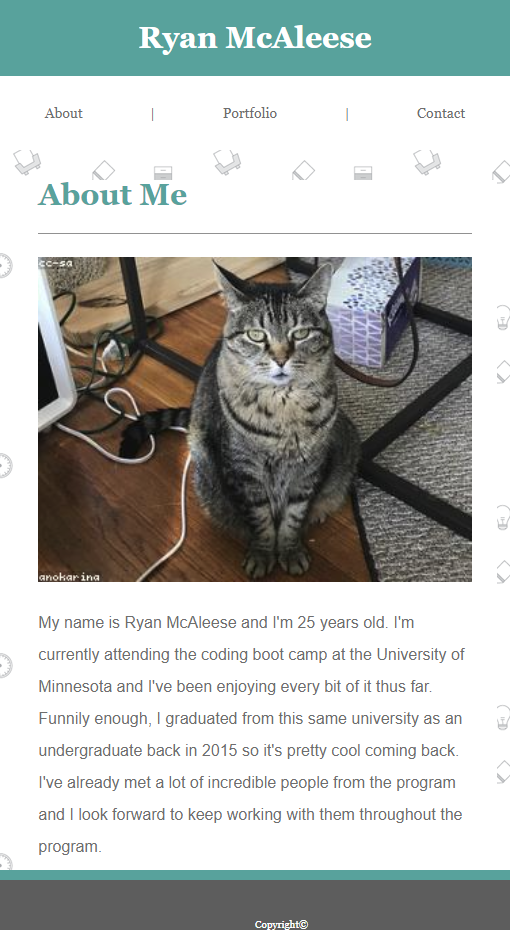 Ryan McAleese
About | Portfolio | Contact
About Me
cc-sa
anokarina
My name is Ryan McAleese and I'm 25 years old. I'm
currently attending the coding boot camp at the University of
Minnesota and I've been enjoying every bit of it thus far.
Funnily enough, I graduated from this same university as an
undergraduate back in 2015 so it's pretty cool coming back.
I've already met a lot of incredible people from the program
and I look forward to keep working with them throughout the
program.
Copyright©